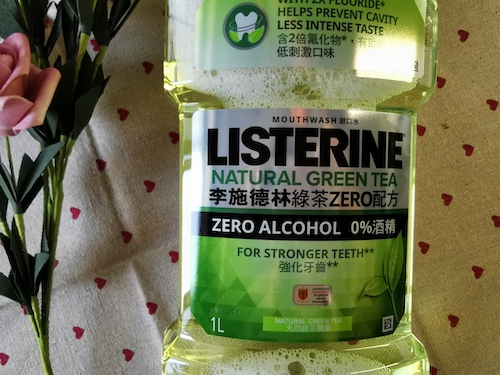 WITH 2X FLUORIDE*
HELPS PREVENT CAVITY
LESS INTENSE TASTE
含2倍氟化物*,
低刺激口味
MOUTHWASH 漱口水
LISTERINE
NATURAL GREEN TEA
李施德林綠茶ZERO配方
ZERO ALCOHOL 0%酒精
FOR STRONGER TEETH**
強化牙齒**
1L
NATURAL GREEN TEA